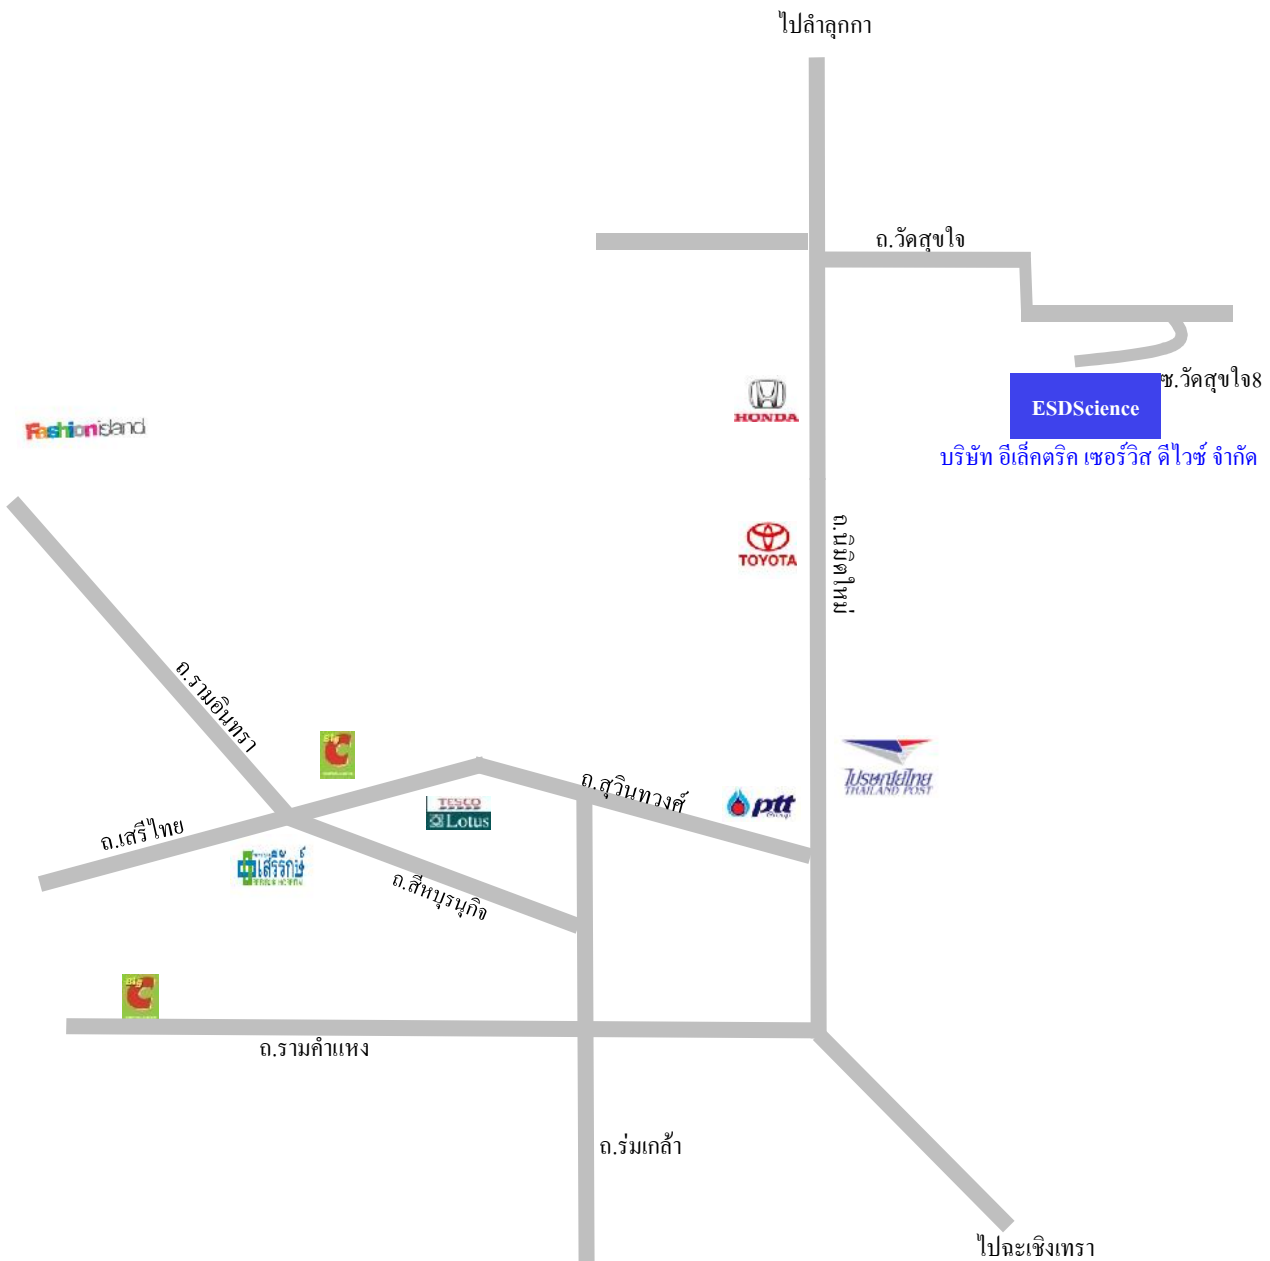 ไปลำลูกกา
ถ.วัดสุขใจ
HONDA
ซ.วัดสุขใจ8
ESDScience
Fashionisland
บริษัท อีเล็คตริค เซอร์วิส ดีไวซ์ จำกัด
TOYOTA
ถ.นิมิตใหม่
ถ.รามอินทรา
Big
C
ไปรษณีย์ไทย
THAILAND POST
ถ.สุวินทวงศ์
ptt
TESCO
Lotus
ถ.เสรีไทย
เสรีรักษ์
ถ.สีหบุรนุกิจ
Big
C
ถ.รามคำแหง
ถ.ร่มเกล้า
ไปฉะเชิงเทรา